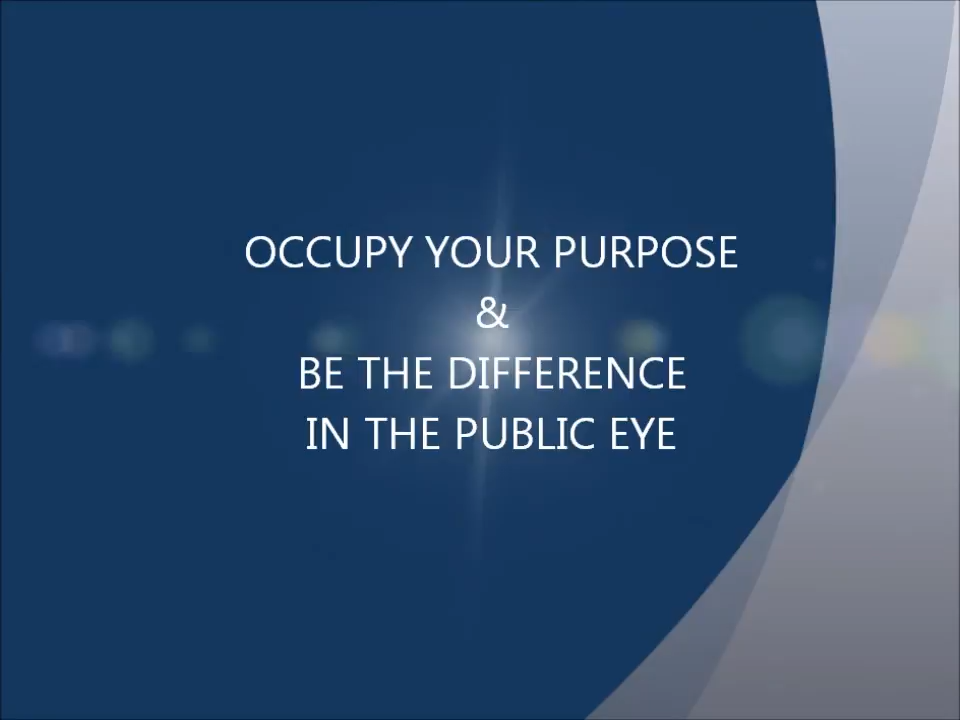 OCCUPY YOUR PURPOSE
&
BE THE DIFFERENCE
IN THE PUBLIC EYE